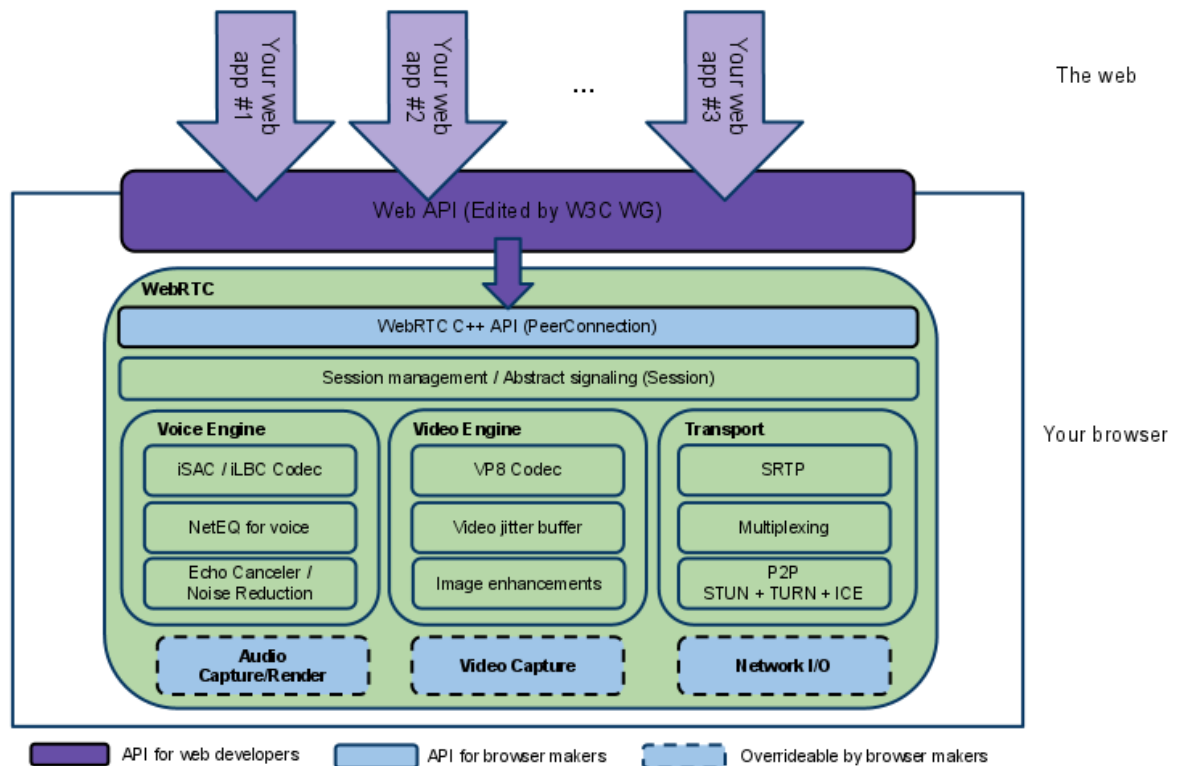 Your web
app #1
Your web
app #2
...
Your web
app #3
The web
Web API (Edited by W3C WG)
WebRTC
WebRTC C++ API (PeerConnection)
Session management / Abstract signaling (Session)
Your browser
Voice Engine
iSAC / iLBC Codec
NetEQ for voice
Echo Canceler /
Noise Reduction
Video Engine
VP8 Codec
Video jitter buffer
Image enhancements
Transport
SRTP
Multiplexing
P2P
STUN + TURN + ICE
Audio
Capture/Render
Video Capture
Network I/O
API for web developers
API for browser makers
Overrideable by browser makers